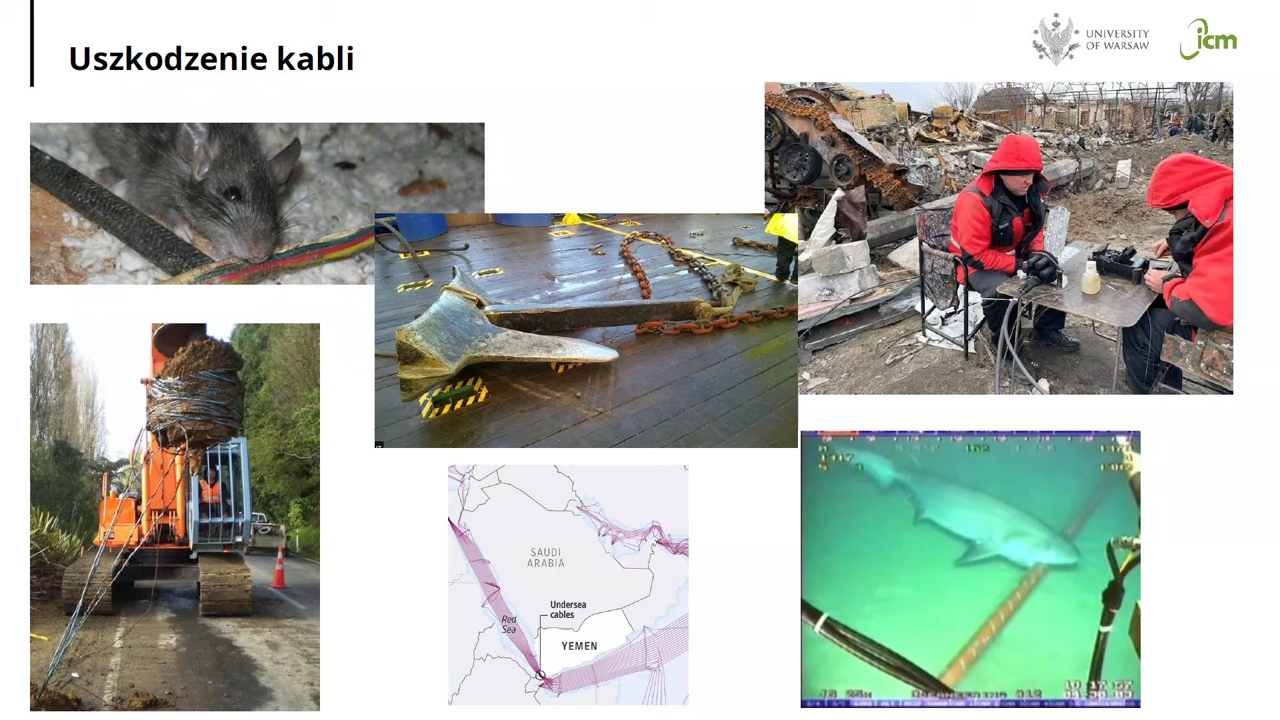 Uszkodzenie kabli
UNIVERSITY
OF WARSAW
icm
SAUDI
ARABIA
Undersea
cables
Red
Sea
YEMEN